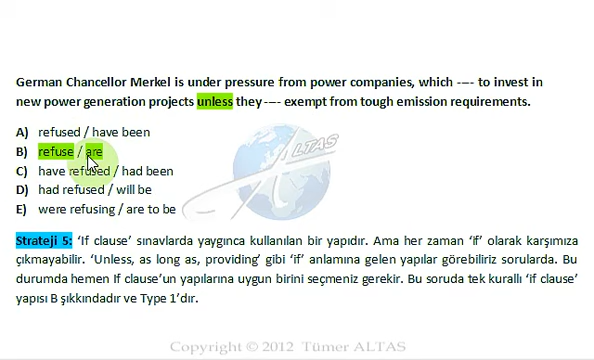 German Chancellor Merkel is under pressure from power companies, which ---- to invest in
new power generation projects unless they ---- exempt from tough emission requirements.
A) refused / have been
B) refuse / are
C) have refused / had been
D) had refused / will be
E) were refusing / are to be
ALTAS
Strateji 5: 'If clause' sınavlarda yaygınca kullanılan bir yapıdır. Ama her zaman 'if' olarak karşımıza
çıkmayabilir. 'Unless, as long as, providing' gibi 'if' anlamına gelen yapılar görebiliriz sorularda. Bu
durumda hemen If clause'un yapılarına uygun birini seçmeniz gerekir. Bu soruda tek kurallı 'if clause'
yapısı B şıkkındadır ve Type 1'dır.
Copyright © 2012 Tümer ALTAS